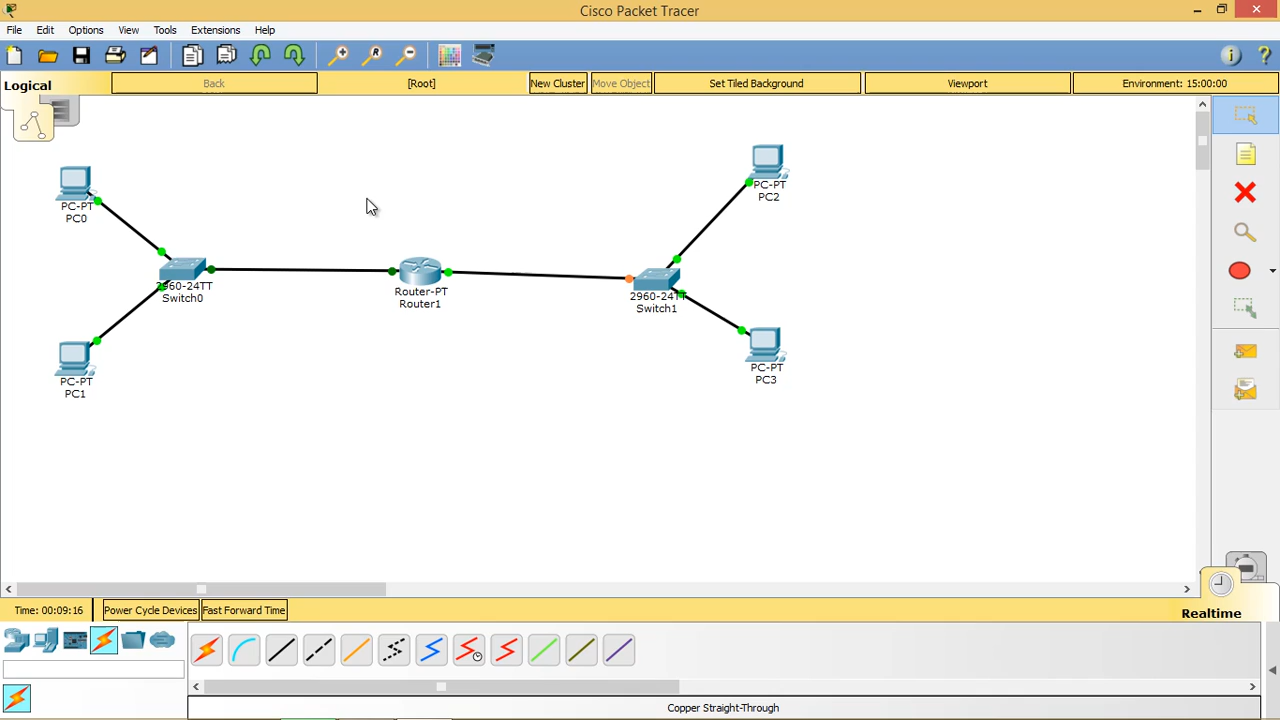 Cisco Packet Tracer
File Edit Options View Tools Extensions Help
Logical
Back
[Root]
New Cluster
Move Object
Set Tiled Background
Viewport
Environment: 15:00:00
PC-PT
PC0
PC-PT
PC1
2960-24TT
Switch0
Router-PT
Router1
2960-24TT
Switch1
PC-PT
PC2
PC-PT
PC3
Time: 00:09:16
Power Cycle Devices
Fast Forward Time
Realtime
Copper Straight-Through